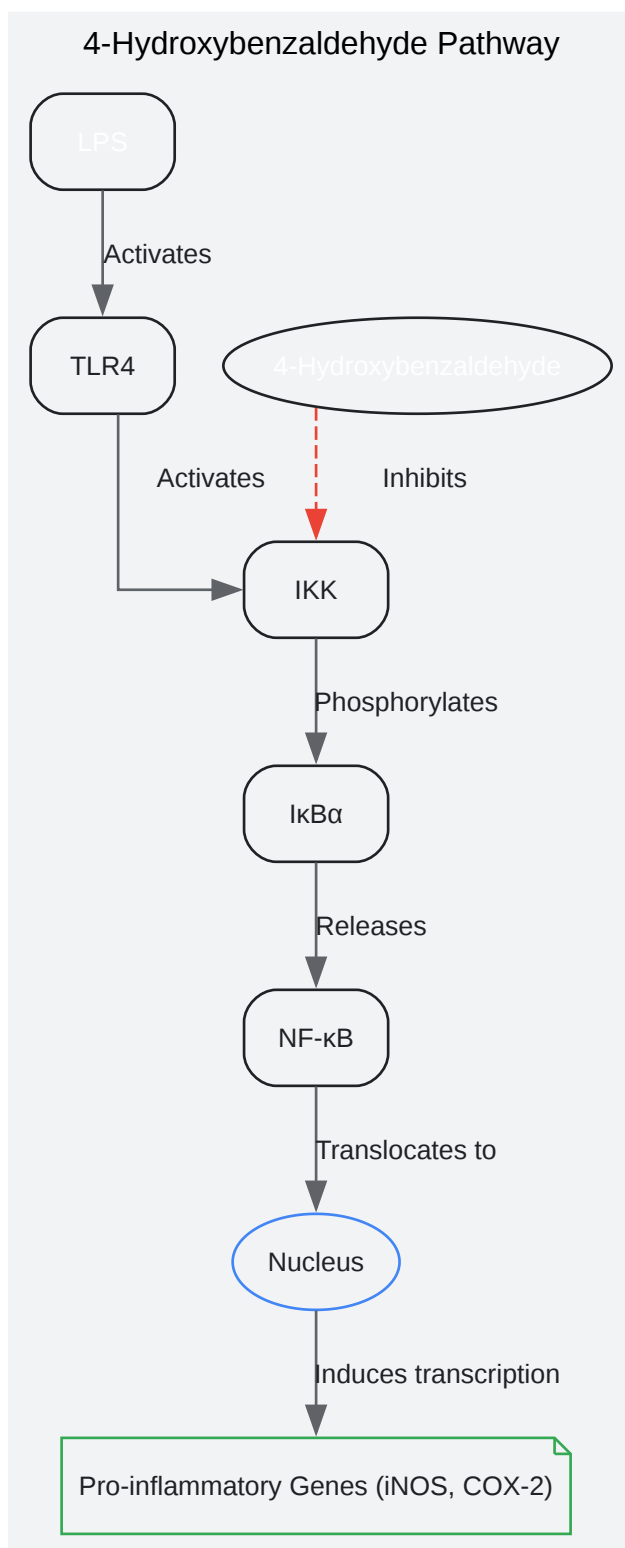 4-Hydroxybenzaldehyde Pathway
LPS
Activates
TLR4
4-Hydroxybenzaldehyde
Activates
Inhibits
IKK
Phosphorylates
IκBα
Releases
NF-κB
Translocates to
Nucleus
Induces transcription
Pro-inflammatory Genes (iNOS, COX-2)